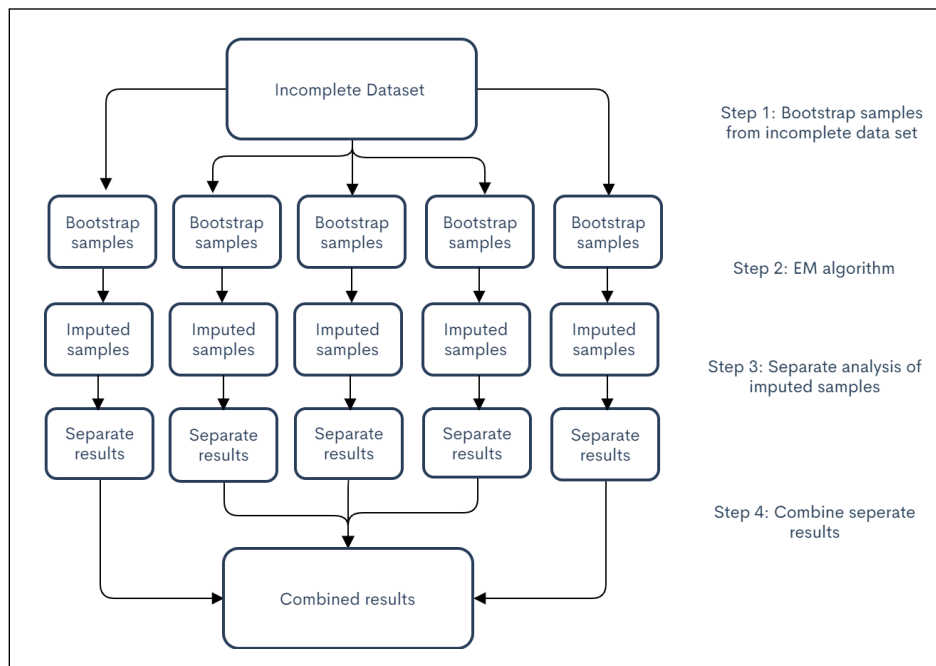 Incomplete Dataset
Step 1: Bootstrap samples
from incomplete data set
Bootstrap
samples
Bootstrap
samples
Bootstrap
samples
Bootstrap
samples
Bootstrap
samples
Step 2: EM algorithm
Imputed
samples
Imputed
samples
Imputed
samples
Imputed
samples
Imputed
samples
Step 3: Separate analysis of
imputed samples
Separate
results
Separate
results
Separate
results
Separate
results
Separate
results
Step 4: Combine seperate
results
Combined results